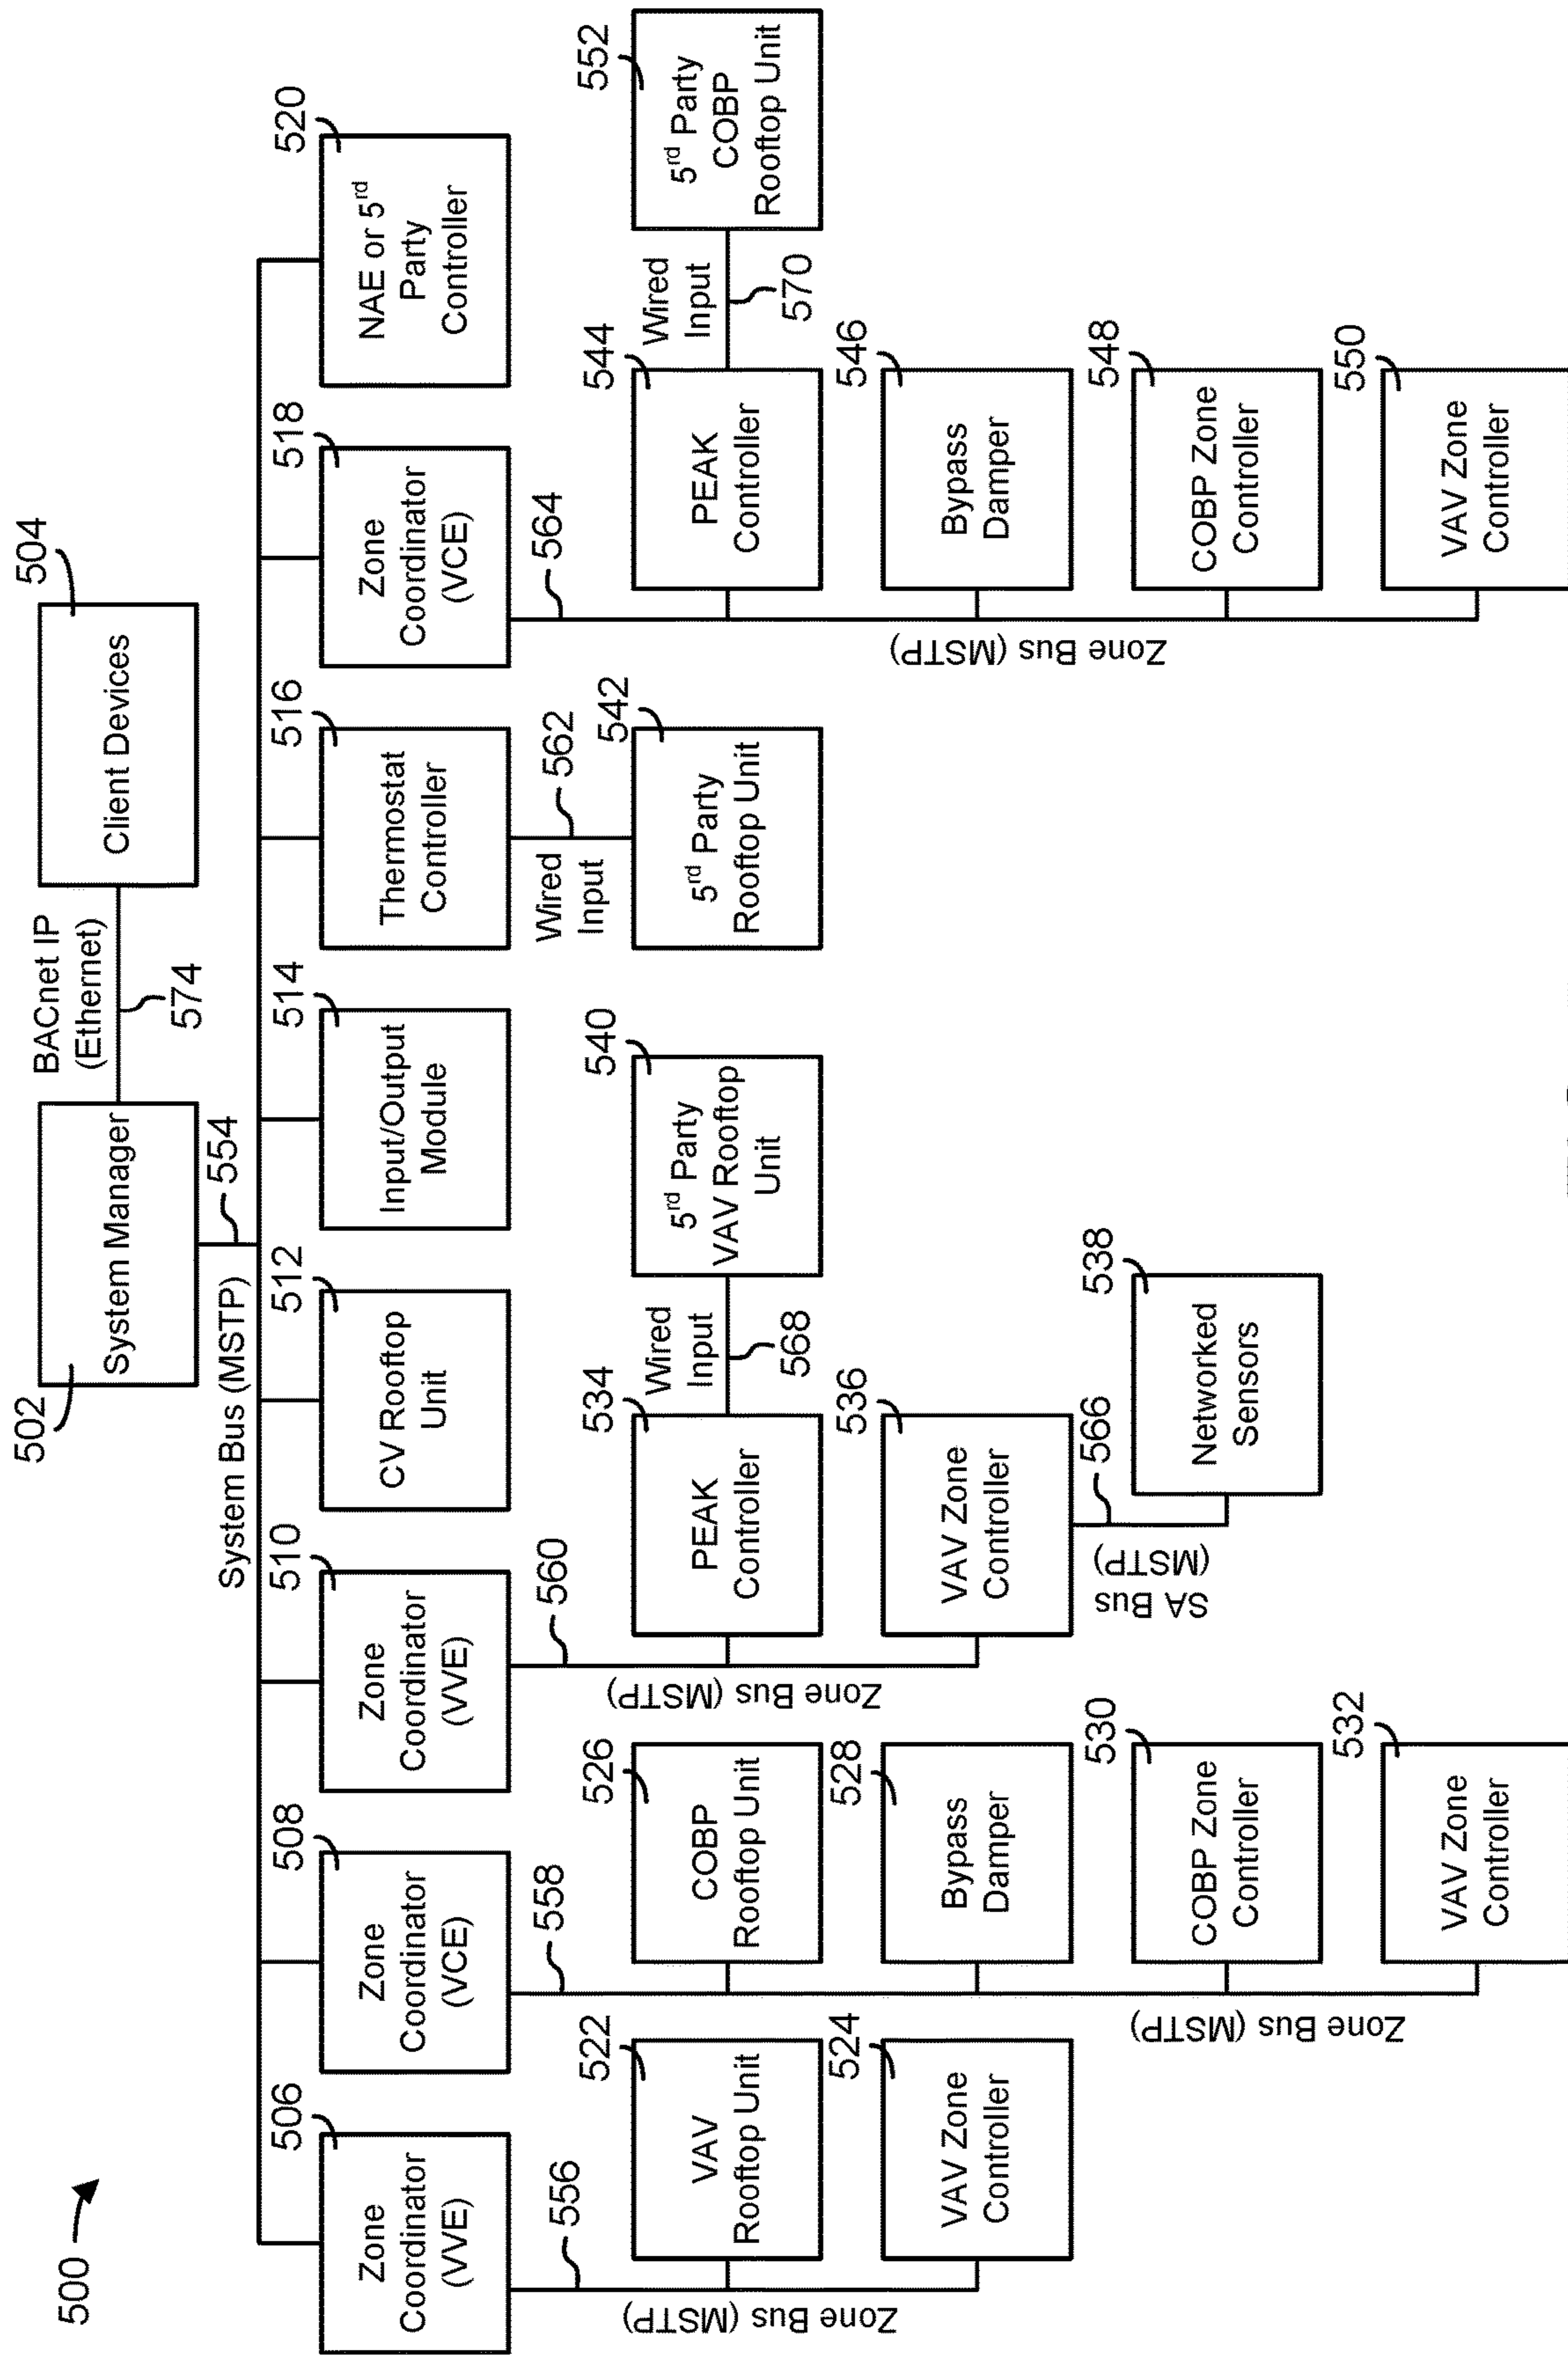 500
502
System Manager
BACnet IP
(Ethernet)
574
504
Client Devices
System Bus (MSTP)
554
506
Zone
Coordinator
(VVE)
508
Zone
Coordinator
(VCE)
510
Zone
Coordinator
(VVE)
512
CV Rooftop
Unit
514
Input/Output
Module
516
Thermostat
Controller
518
Zone
Coordinator
(VCE)
520
NAE or 5rd
Party
Controller
556
Zone Bus (MSTP)
522
VAV
Rooftop Unit
524
VAV Zone
Controller
558
Zone Bus (MSTP)
526
COBP
Rooftop Unit
528
Bypass
Damper
530
COBP Zone
Controller
532
VAV Zone
Controller
560
Zone Bus (MSTP)
534
PEAK
Controller
Wired
Input
568
540
5rd Party
VAV Rooftop
Unit
536
VAV Zone
Controller
566
SA Bus
(MSTP)
538
Networked
Sensors
562
Wired
Input
542
5rd Party
Rooftop Unit
564
Zone Bus (MSTP)
544
PEAK
Controller
Wired
Input
570
552
5rd Party
COBP
Rooftop Unit
546
Bypass
Damper
548
COBP Zone
Controller
550
VAV Zone
Controller